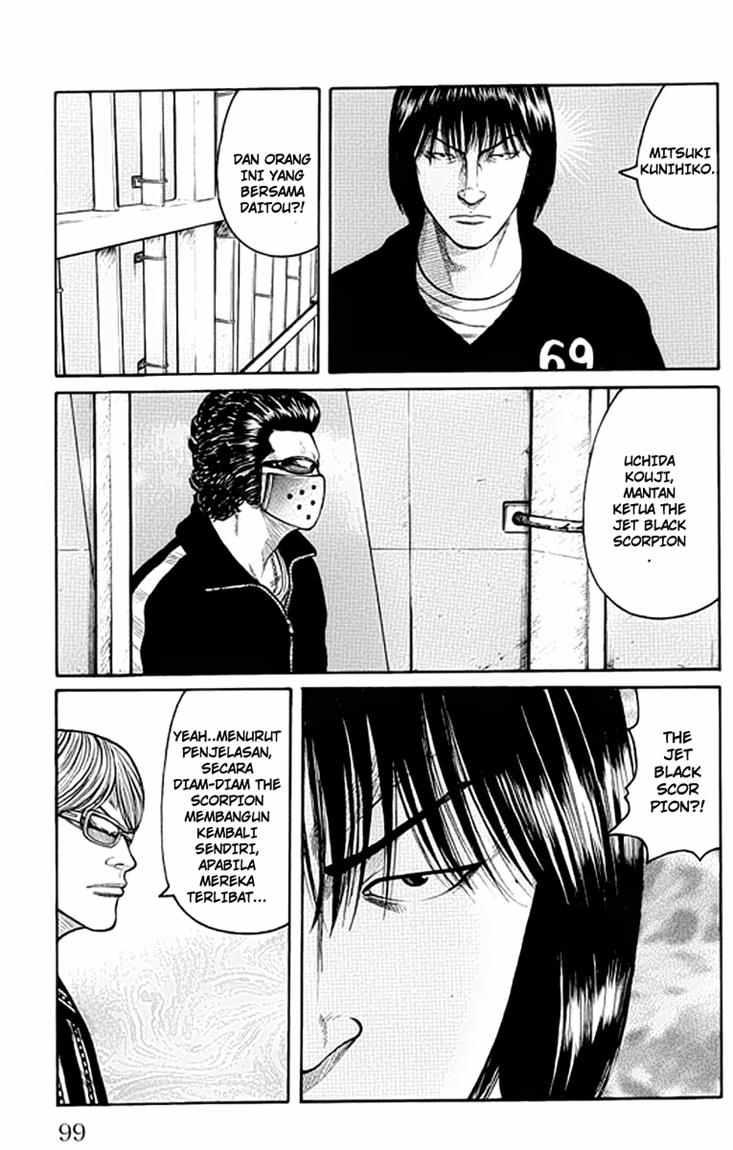 MITSUKI
KUNIHIKO..
69
DAN ORANG
INI YANG
BERSAMA
DAITOU?!
UCHIDA
KOUJI,
MANTAN
KETUA THE
JET BLACK
SCORPION
.
THE
JET
BLACK
SCOR
PION?!
YEAH..MENURUT
PENJELASAN,
SECARA
DIAM-DIAM THE
SCORPION
MEMBANGUN
KEMBALI
SENDIRI,
APABILA
MEREKA
TERLIBAT...
99